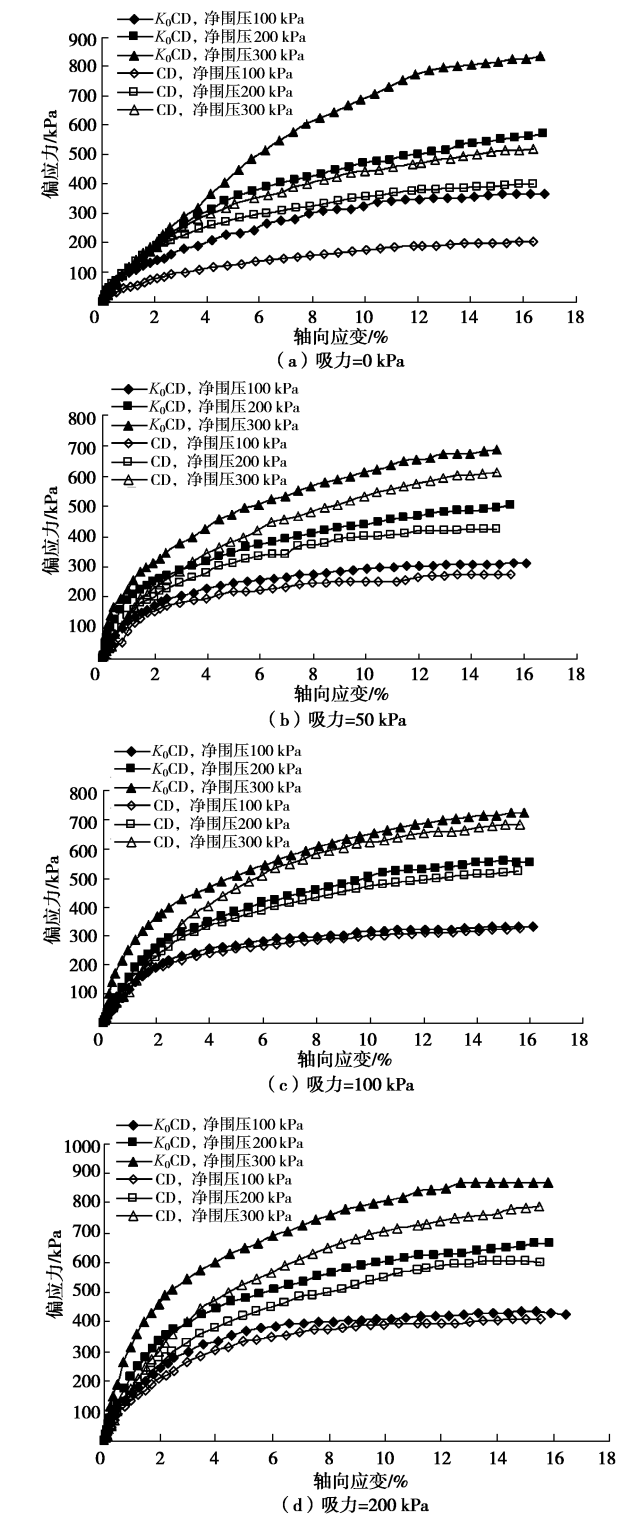 K₀CD, 净围压100 kPa
K₀CD, 净围压200 kPa
K₀CD, 净围压300 kPa
CD, 净围压100 kPa
CD, 净围压200 kPa
CD, 净围压300 kPa
900
800
700
600
500
400
300
200
100
偏应力/kPa
0 2 4 6 8 10 12 14 16 18
轴向应变/%
(a) 吸力=0 kPa
K₀CD, 净围压100 kPa
K₀CD, 净围压200 kPa
K₀CD, 净围压300 kPa
CD, 净围压100 kPa
CD, 净围压200 kPa
CD, 净围压300 kPa
800
700
600
500
400
300
200
100
偏应力/kPa
0 2 4 6 8 10 12 14 16 18
轴向应变/%
(b) 吸力=50 kPa
K₀CD, 净围压100 kPa
K₀CD, 净围压200 kPa
K₀CD, 净围压300 kPa
CD, 净围压100 kPa
CD, 净围压200 kPa
CD, 净围压300 kPa
800
700
600
500
400
300
200
100
偏应力/kPa
0 2 4 6 8 10 12 14 16 18
轴向应变/%
(c) 吸力=100 kPa
K₀CD, 净围压100 kPa
K₀CD, 净围压200 kPa
K₀CD, 净围压300 kPa
CD, 净围压100 kPa
CD, 净围压200 kPa
CD, 净围压300 kPa
1000
900
800
700
600
500
400
300
200
100
偏应力/kPa
0 2 4 6 8 10 12 14 16 18
轴向应变/%
(d) 吸力=200 kPa